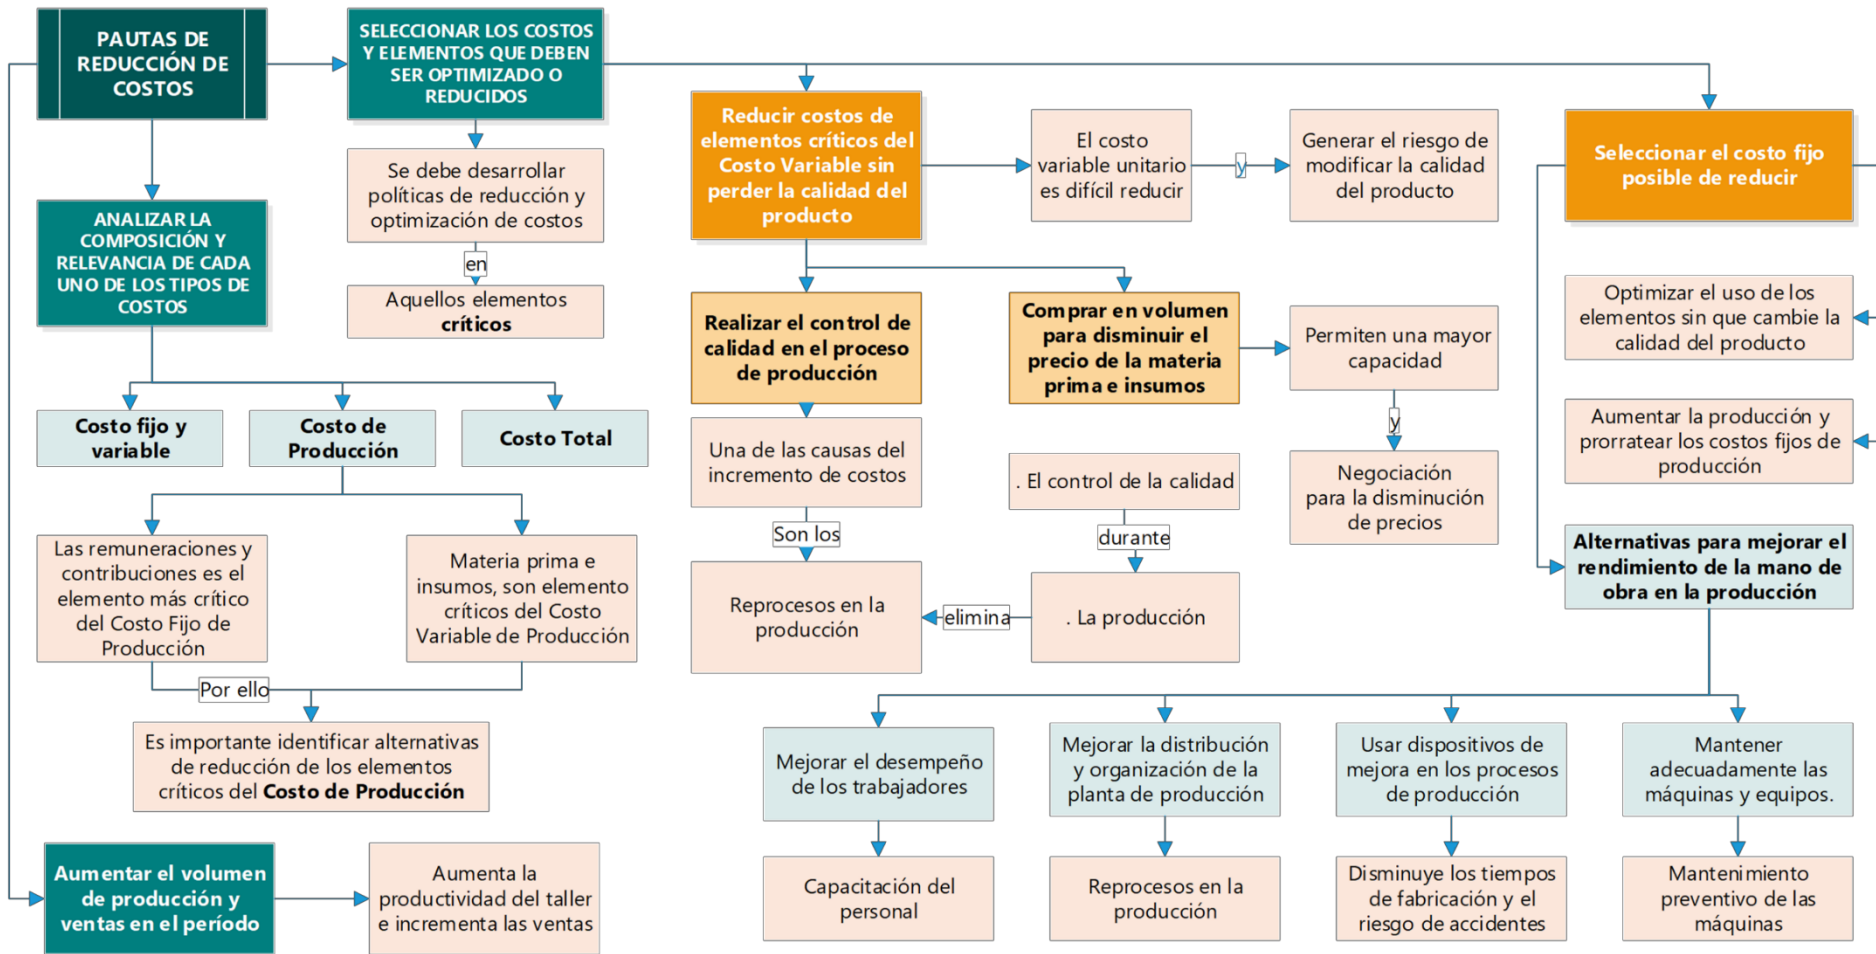 PAUTAS DE
REDUCCIÓN DE
COSTOS
SELECCIONAR LOS COSTOS
Y ELEMENTOS QUE DEBEN
SER OPTIMIZADO O
REDUCIDOS
Se debe desarrollar
políticas de reducción y
optimización de costos
en
Aquellos elementos
críticos
ANALIZAR LA
COMPOSICIÓN Y
RELEVANCIA DE CADA
UNO DE LOS TIPOS DE
COSTOS
Costo fijo y
variable
Costo de
Producción
Costo Total
Las remuneraciones y
contribuciones es el
elemento más crítico
del Costo Fijo de
Producción
Materia prima e
insumos, son elemento
críticos del Costo
Variable de Producción
Por ello
Es importante identificar alternativas
de reducción de los elementos
críticos del Costo de Producción
Aumentar el volumen
de producción y
ventas en el período
Aumenta la
productividad del taller
e incrementa las ventas
Reducir costos de
elementos críticos del
Costo Variable sin
perder la calidad del
producto
El costo
variable unitario
es difícil reducir
y
Generar el riesgo de
modificar la calidad
del producto
Realizar el control de
calidad en el proceso
de producción
Comprar en volumen
para disminuir el
precio de la materia
prima e insumos
Permiten una mayor
capacidad
y
Negociación
para la disminución
de precios
Una de las causas del
incremento de costos
Son los
Reprocesos en la
producción
. El control de la calidad
durante
. La producción
elimina
Seleccionar el costo fijo
posible de reducir
Optimizar el uso de los
elementos sin que cambie la
calidad del producto
Aumentar la producción y
prorratear los costos fijos de
producción
Alternativas para mejorar el
rendimiento de la mano de
obra en la producción
Mejorar el desempeño
de los trabajadores
Mejorar la distribución
y organización de la
planta de producción
Usar dispositivos de
mejora en los procesos
de producción
Mantener
adecuadamente las
máquinas y equipos.
Capacitación del
personal
Reprocesos en la
producción
Disminuye los tiempos
de fabricación y el
riesgo de accidentes
Mantenimiento
preventivo de las
máquinas